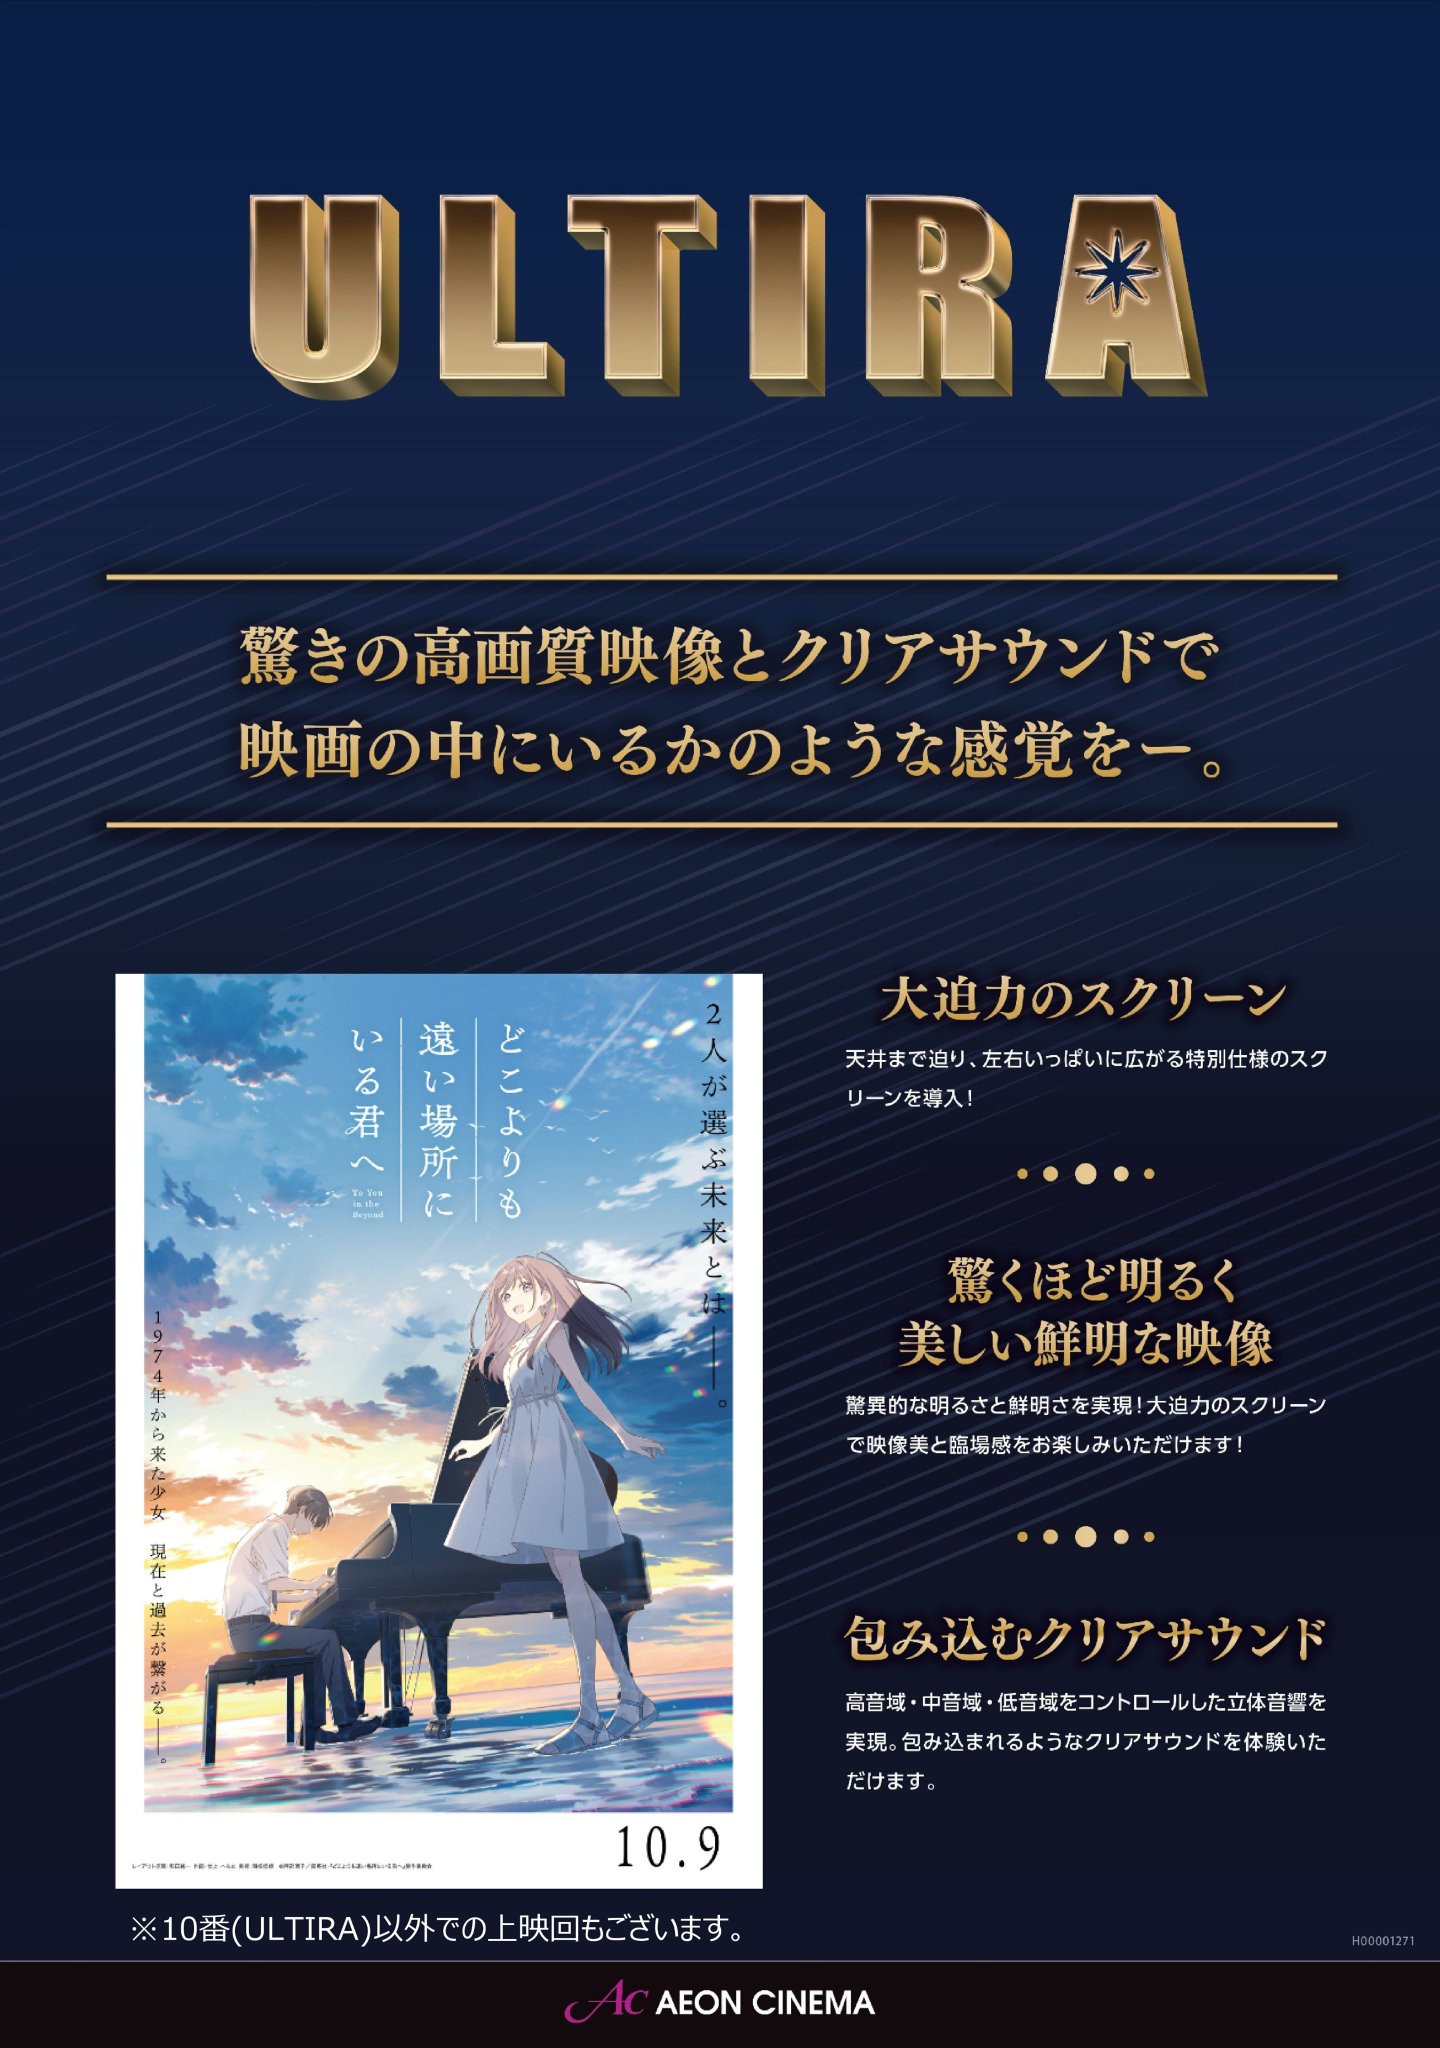 ULTIRA
驚きの高画質映像とクリアサウンドで
映画の中にいるかのような感覚をー。
2人が選ぶ未来とは――。
どこよりも
遠い場所に
いる君へ
To You
in the
Beyond
1974年から来た少女　現在と過去が繋がる――。
10.9
※10番(ULTIRA)以外での上映回もございます。
大迫力のスクリーン
天井まで迫り、左右いっぱいに広がる特別仕様のスク
リーンを導入！
驚くほど明るく
美しい鮮明な映像
驚異的な明るさと鮮明さを実現！大迫力のスクリーン
で映像美と臨場感をお楽しみいただけます！
包み込むクリアサウンド
高音域・中音域・低音域をコントロールした立体音響を
実現。包み込まれるようなクリアサウンドを体験いた
だけます。
H00001271
AC AEON CINEMA